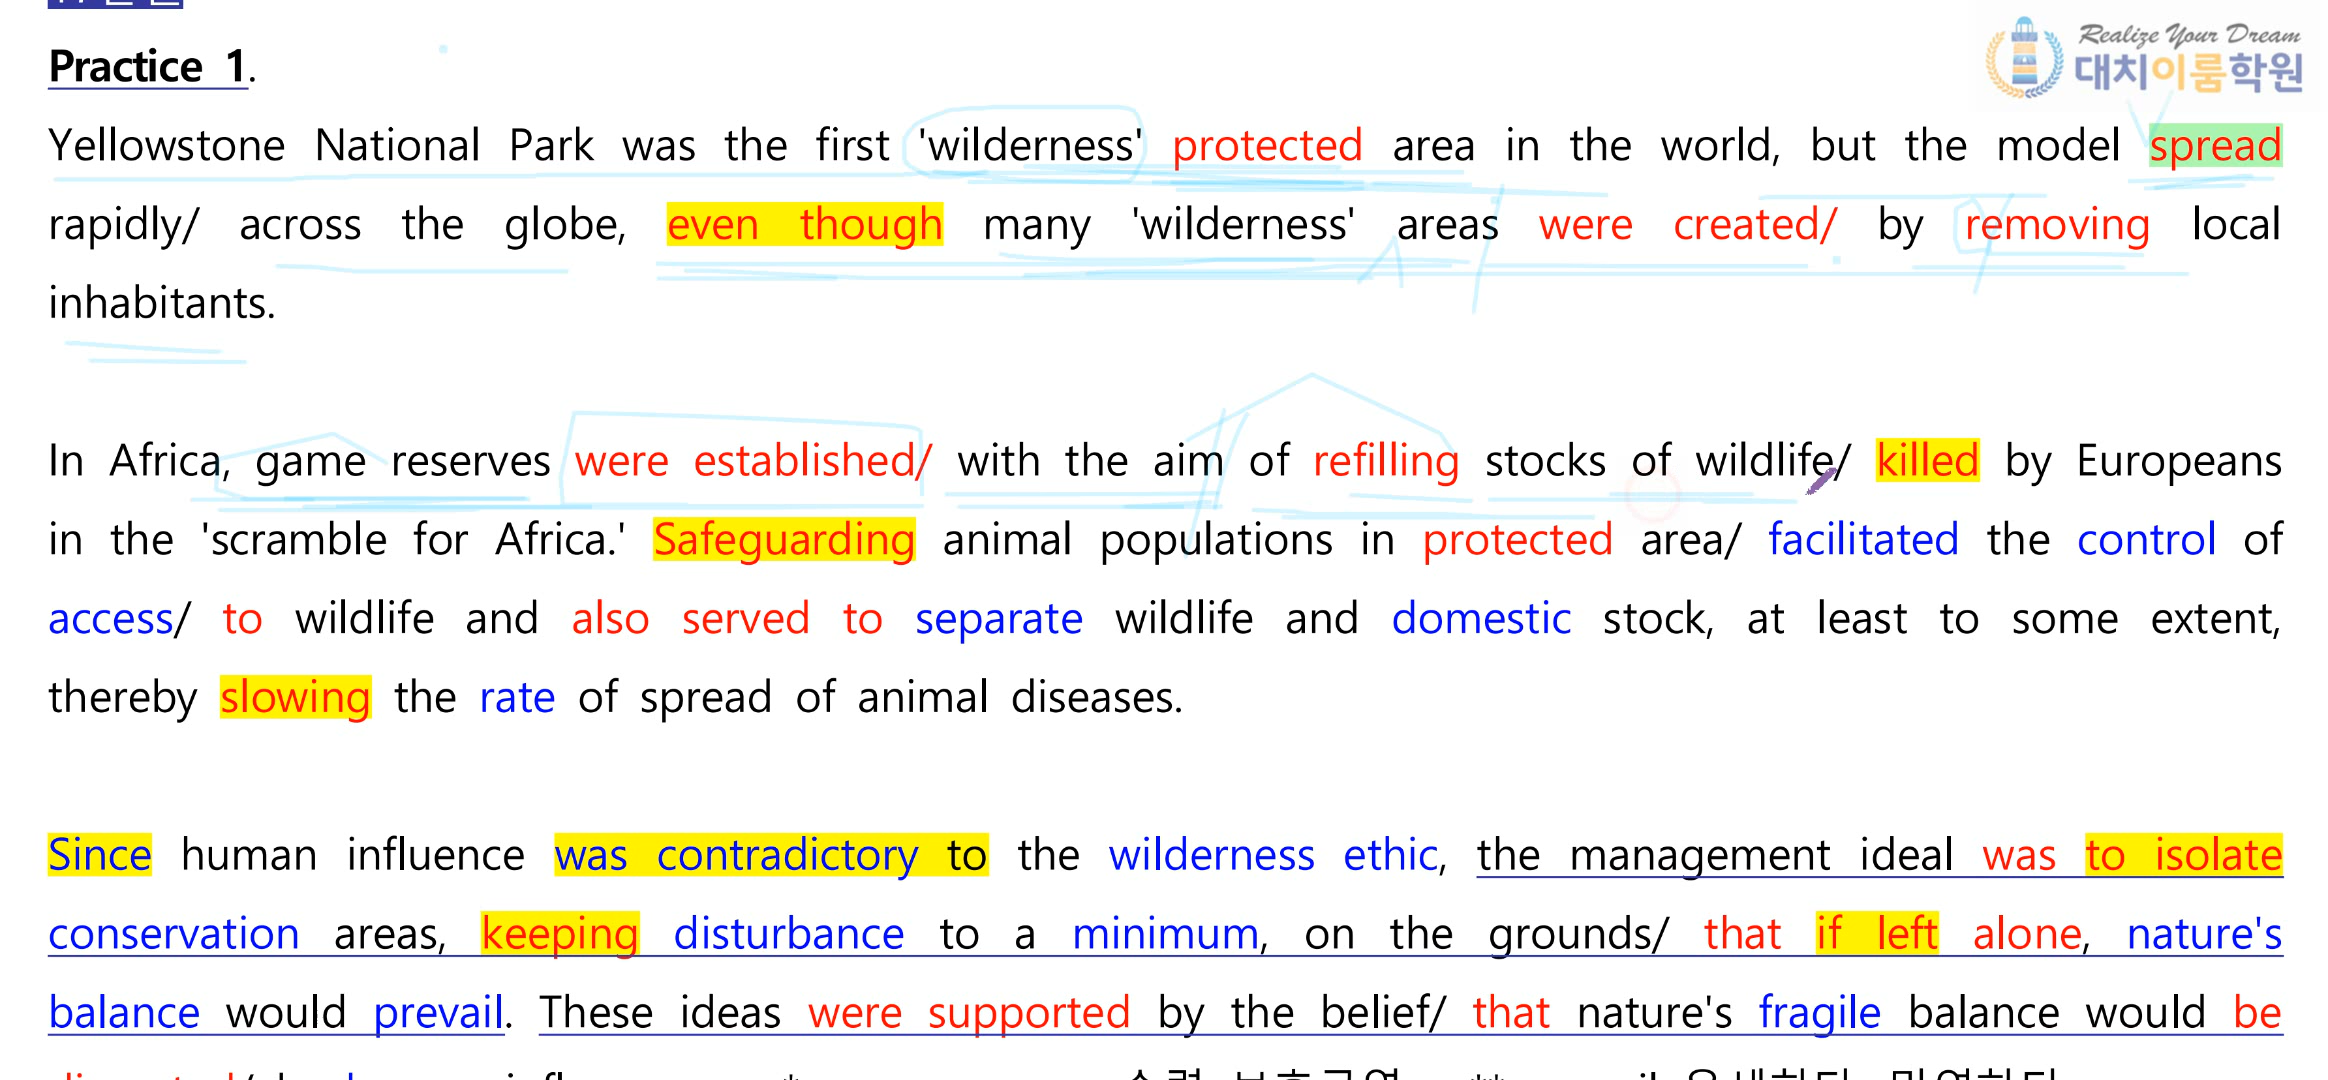 Realize Your Dream
대치이룸학원
Practice 1.
Yellowstone National Park was the first 'wilderness' protected area in the world, but the model spread
rapidly/ across the globe, even though many 'wilderness' areas were created/ by removing local
inhabitants.
In Africa, game reserves were established/ with the aim of refilling stocks of wildlife/ killed by Europeans
in the 'scramble for Africa.' Safeguarding animal populations in protected area/ facilitated the control of
access/ to wildlife and also served to separate wildlife and domestic stock, at least to some extent,
thereby slowing the rate of spread of animal diseases.
Since human influence was contradictory to the wilderness ethic, the management ideal was to isolate
conservation areas, keeping disturbance to a minimum, on the grounds/ that if left alone, nature's
balance would prevail. These ideas were supported by the belief/ that nature's fragile balance would be